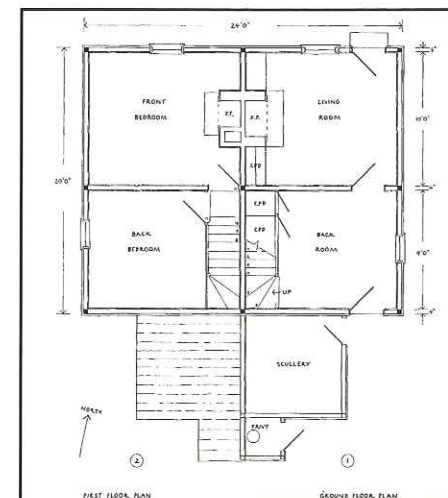 24'0"
FRONT
BEDROOM
F.P.
F.P.
LIVING
ROOM
10'0"
20'0"
CPD
CPD
CPD
BACK
BEDROOM
BACK
ROOM
9'0"
UP
SCULLERY
PANT
NORTH
2
1
FIRST FLOOR PLAN
GROUND FLOOR PLAN